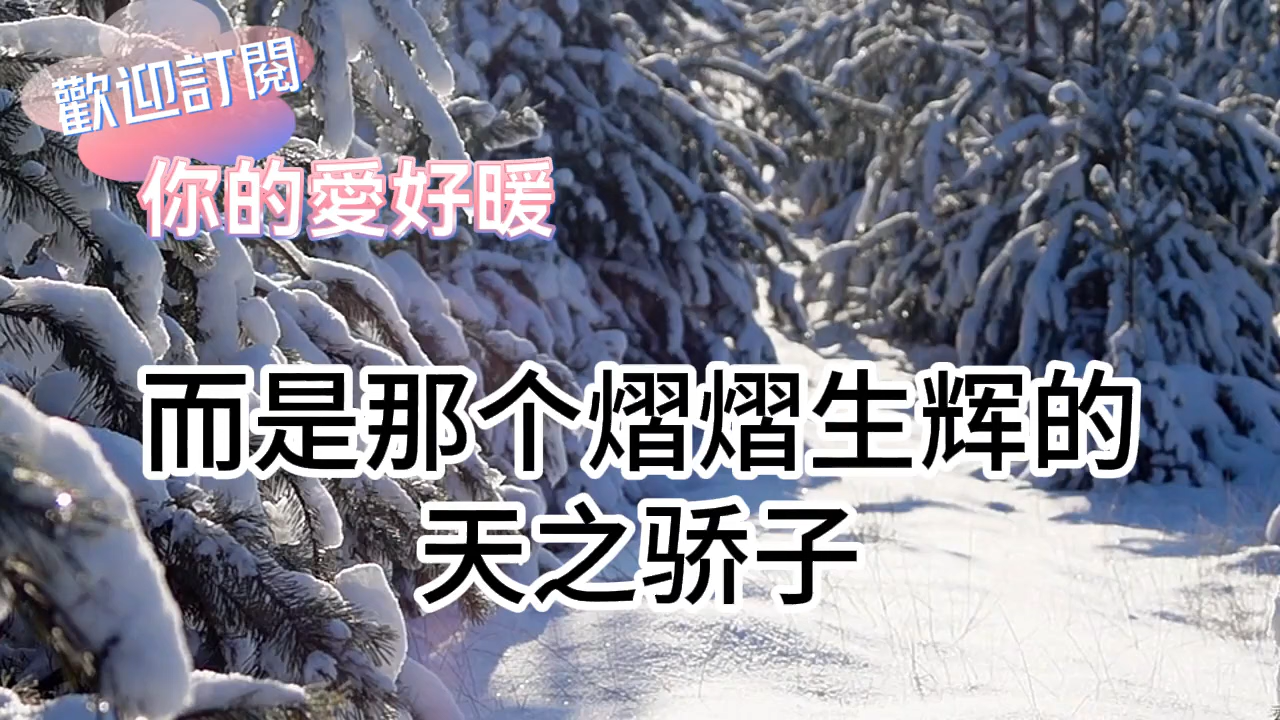 歡迎訂閱
你的愛好暖
而是那个熠熠生辉的
天之骄子